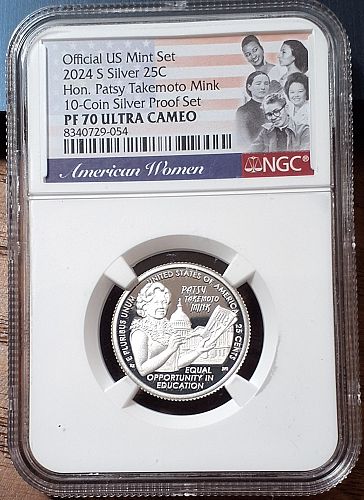 Official US Mint Set
2024 S Silver 25C
Hon. Patsy Takemoto Mink
10-Coin Silver Proof Set
PF 70 ULTRA CAMEO
8340729-054
NGC®
American Women
E PLURIBUS UNUM
UNITED STATES OF AMERICA
PATSY
TAKEMOTO
MINK
25 CENTS
EQUAL
OPPORTUNITY IN
EDUCATION